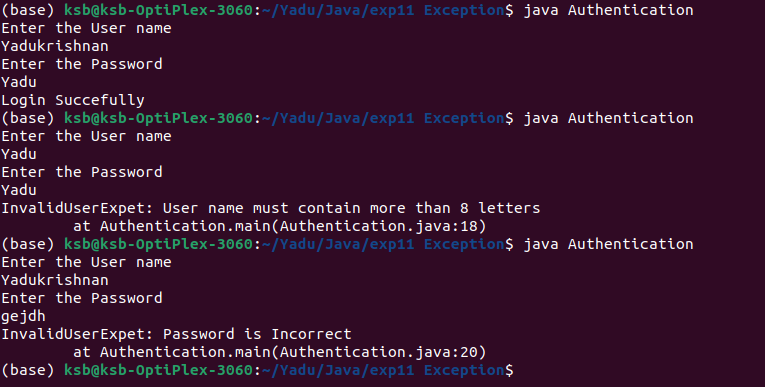 (base) ksb@ksb-OptiPlex-3060:~/Yadu/Java/exp11 Exception$ java Authentication
Enter the User name
Yadukrishnan
Enter the Password
Yadu
Login Succefully
(base) ksb@ksb-OptiPlex-3060:~/Yadu/Java/exp11 Exception$ java Authentication
Enter the User name
Yadu
Enter the Password
Yadu
InvalidUserExpet: User name must contain more than 8 letters
        at Authentication.main(Authentication.java:18)
(base) ksb@ksb-OptiPlex-3060:~/Yadu/Java/exp11 Exception$ java Authentication
Enter the User name
Yadukrishnan
Enter the Password
gejdh
InvalidUserExpet: Password is Incorrect
        at Authentication.main(Authentication.java:20)
(base) ksb@ksb-OptiPlex-3060:~/Yadu/Java/exp11 Exception$